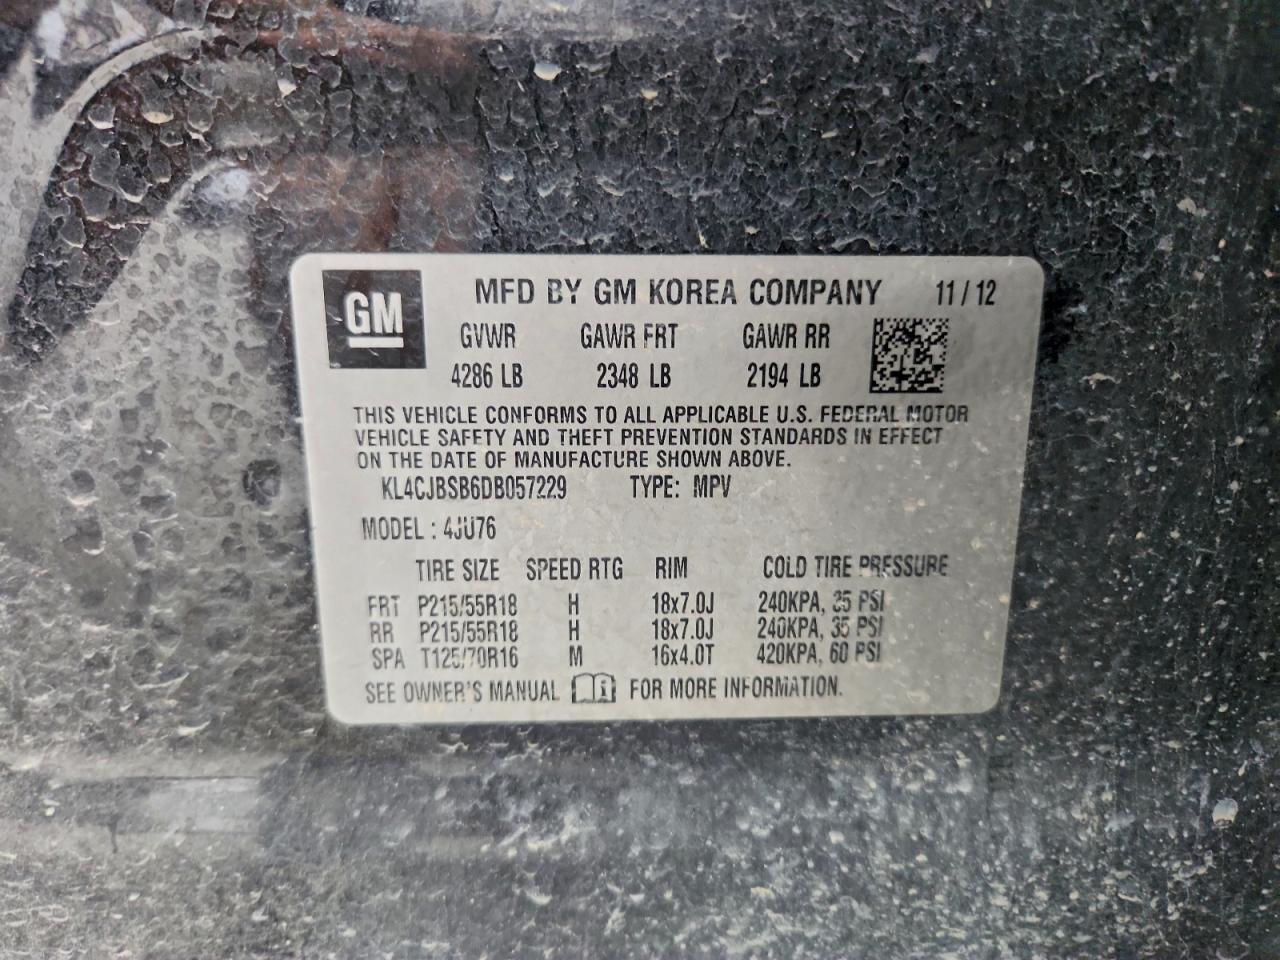 GM MFD BY GM KOREA COMPANY 11/12
GVWR GAWR FRT GAWR RR
4286 LB 2348 LB 2194 LB
THIS VEHICLE CONFORMS TO ALL APPLICABLE U.S. FEDERAL MOTOR
VEHICLE SAFETY AND THEFT PREVENTION STANDARDS IN EFFECT
ON THE DATE OF MANUFACTURE SHOWN ABOVE.
KL4CJBSB6DB057229 TYPE: MPV
MODEL : 4JU76
TIRE SIZE SPEED RTG RIM COLD TIRE PRESSURE
FRT P215/55R18 H 18x7.0J 240KPA, 35 PSI
RR P215/55R18 H 18x7.0J 240KPA, 35 PSI
SPA T125/70R16 M 16x4.0T 420KPA, 60 PSI
SEE OWNER'S MANUAL FOR MORE INFORMATION.